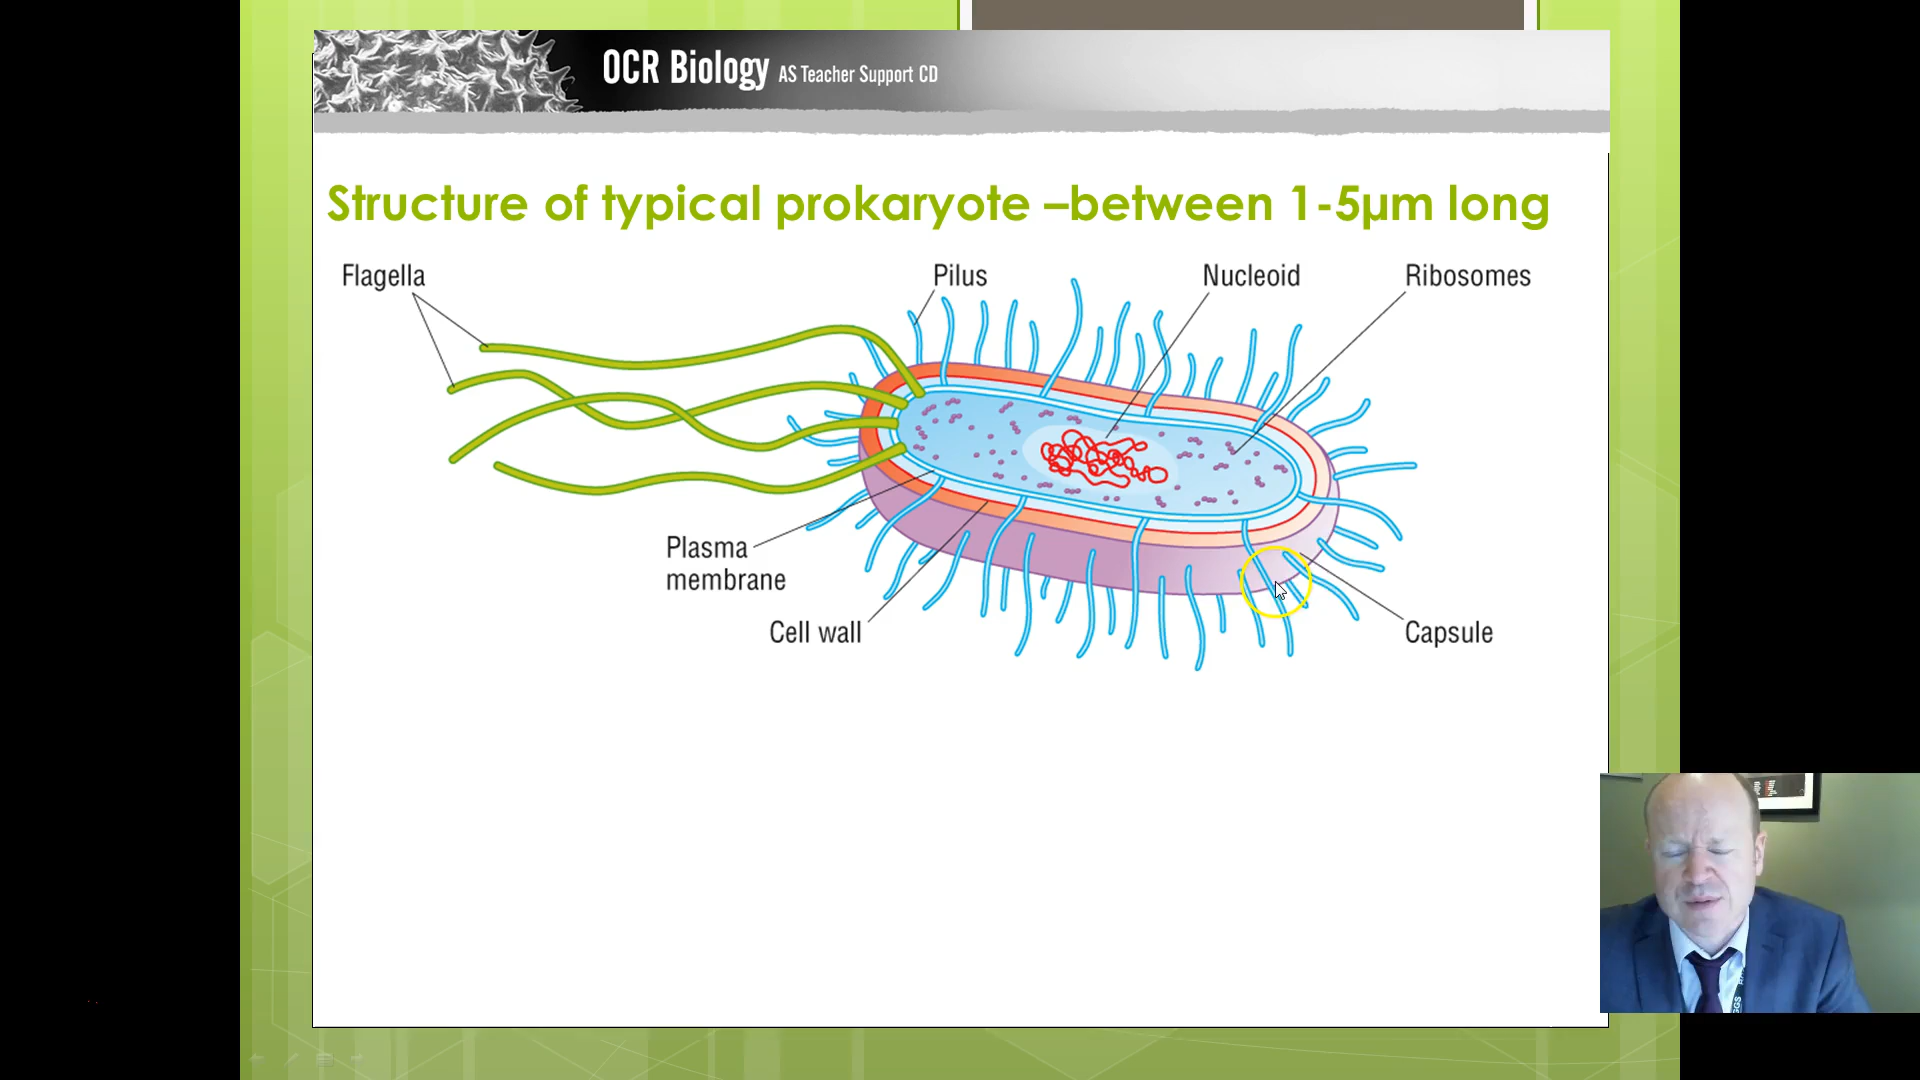 OCR Biology AS Teacher Support CD
Structure of typical prokaryote –between 1-5µm long
Flagella
Pilus
Nucleoid
Ribosomes
Plasma
membrane
Cell wall
Capsule